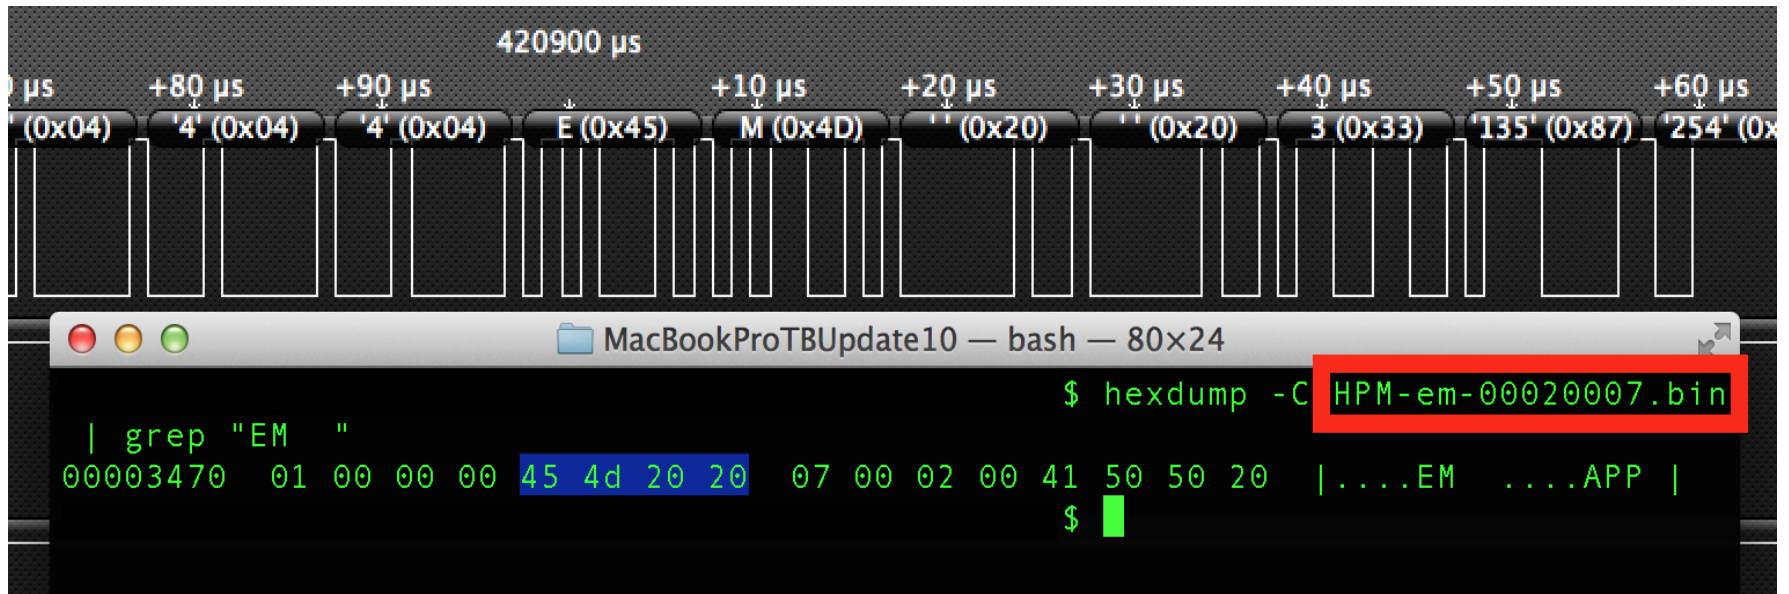 420900 µs
µs +80 µs +90 µs +10 µs +20 µs +30 µs +40 µs +50 µs +60 µs
' (0x04) '4' (0x04) '4' (0x04) E (0x45) M (0x4D) ' ' (0x20) ' ' (0x20) 3 (0x33) '135' (0x87) '254' (0x
MacBookProTBUpdate10 — bash — 80×24
$ hexdump -C HPM-em-00020007.bin
| grep "EM  "
00003470  01 00 00 00 45 4d 20 20  07 00 02 00 41 50 50 20  |....EM  ....APP |
$